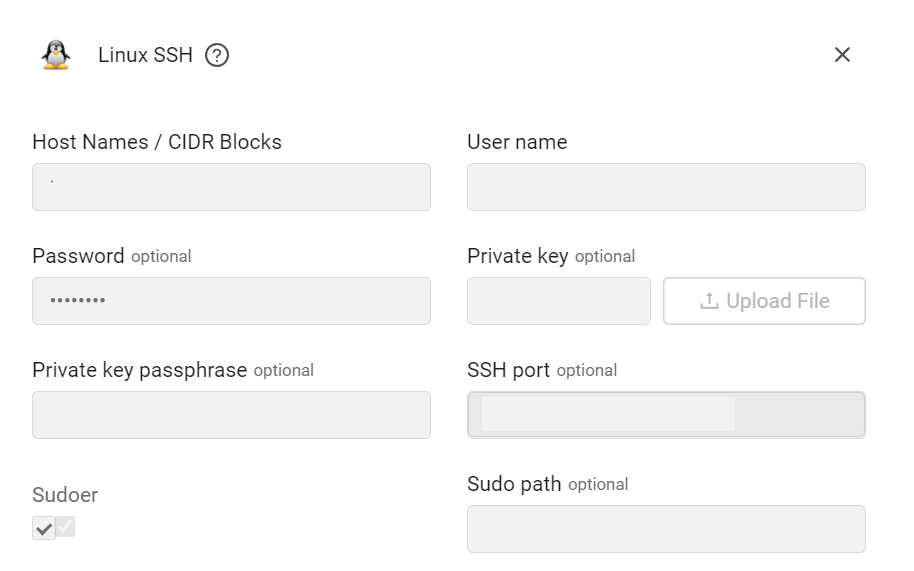 Linux SSH ?
Host Names / CIDR Blocks
User name
Password optional
Private key optional
••••••••
Upload File
Private key passphrase optional
SSH port optional
Sudoer
Sudo path optional